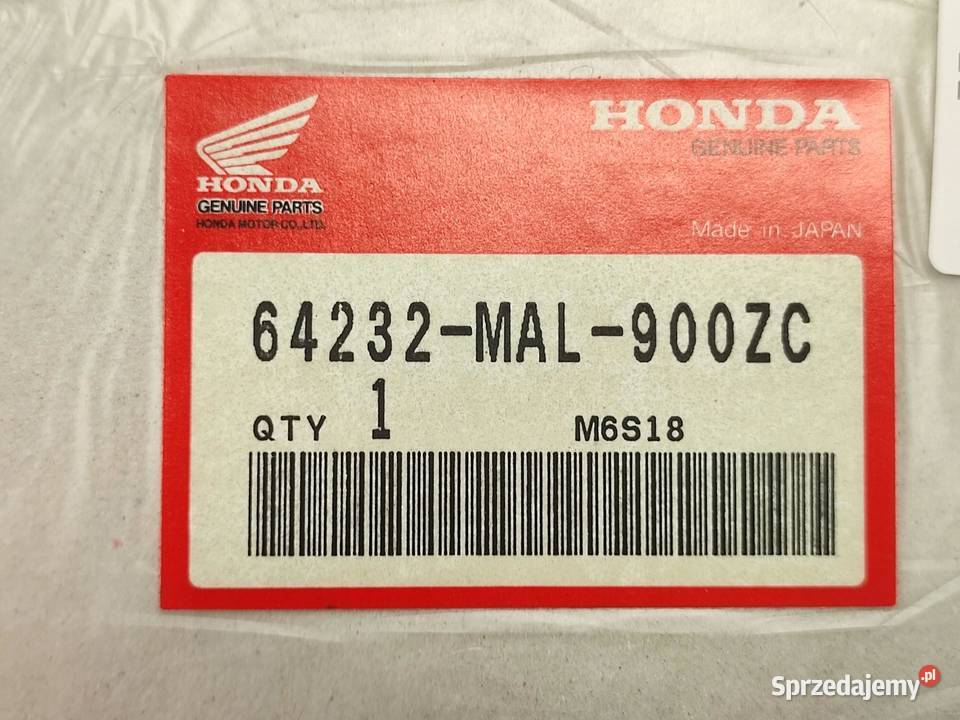 HONDA
GENUINE PARTS
HONDA MOTOR CO., LTD.
HONDA
GENUINE PARTS
Made in JAPAN
64232-MAL-900ZC
QTY 1 M6S18
Sprzedajemy.pl